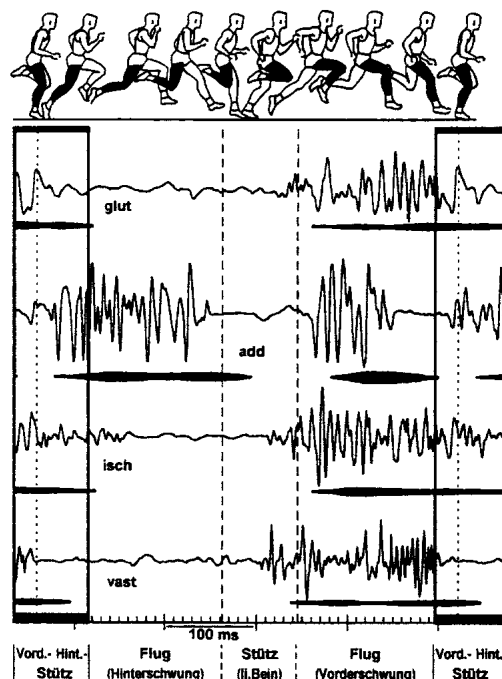 glut
add
isch
vast
100 ms
Vord.- Hint.- Flug Stütz Flug Vord.- Hint.-
Stütz (Hinterschwung) (li.Bein) (Vorderschwung) Stütz